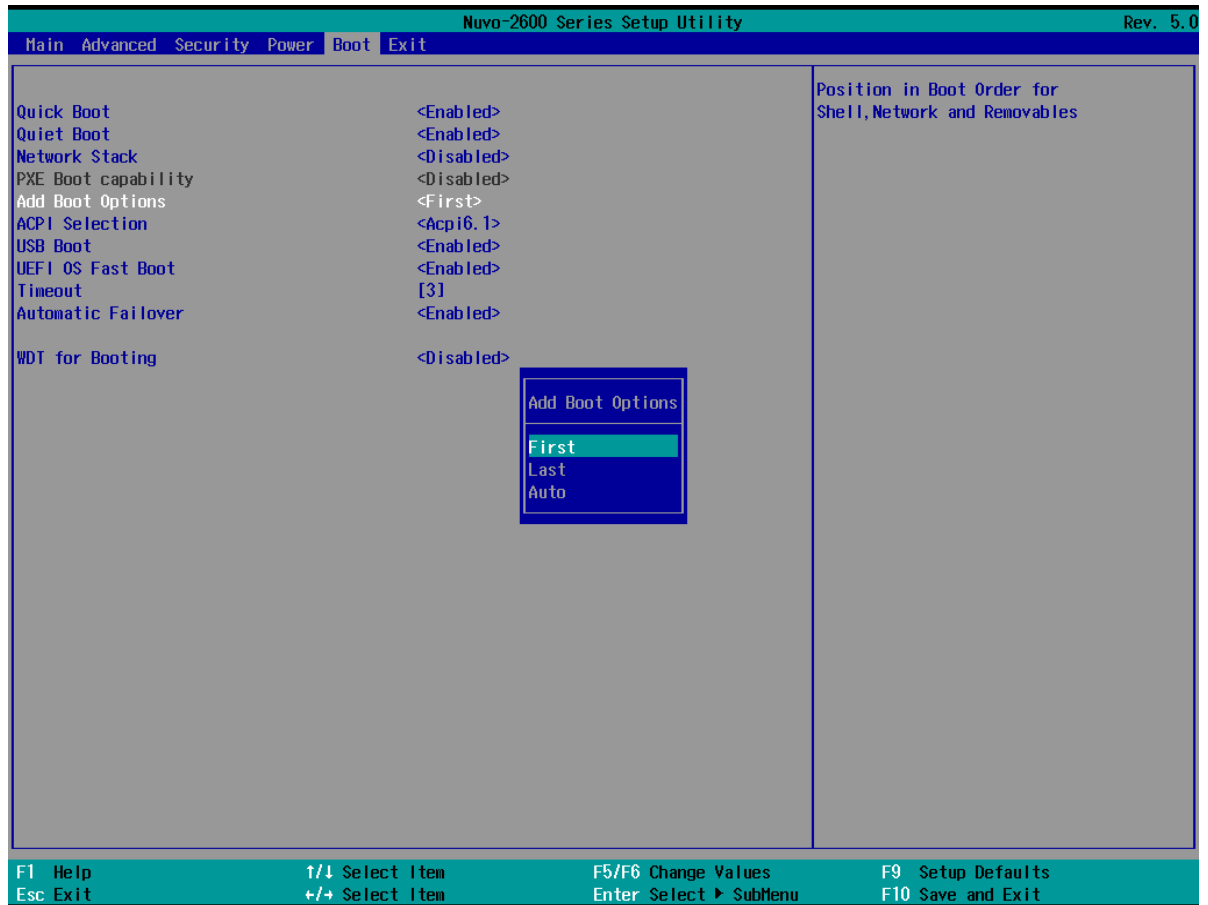 Nuvo-2600 Series Setup Utility Rev. 5.0
Main Advanced Security Power Boot Exit
Position in Boot Order for
Shell,Network and Removables
Quick Boot <Enabled>
Quiet Boot <Enabled>
Network Stack <Disabled>
PXE Boot capability <Disabled>
Add Boot Options <First>
ACPI Selection <Acpi6.1>
USB Boot <Enabled>
UEFI OS Fast Boot <Enabled>
Timeout [3]
Automatic Failover <Enabled>
WDT for Booting <Disabled>
Add Boot Options
First
Last
Auto
F1 Help ↑/↓ Select Item F5/F6 Change Values F9 Setup Defaults
Esc Exit ←/→ Select Item Enter Select ▶ SubMenu F10 Save and Exit